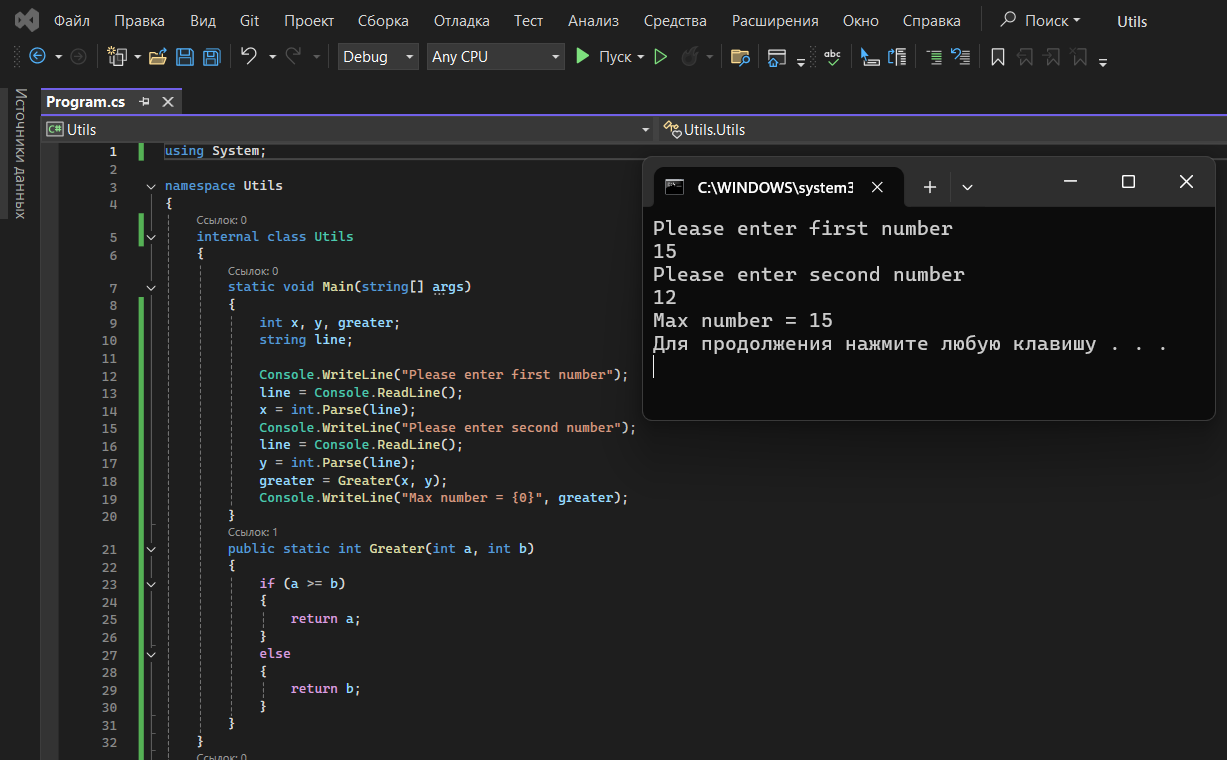 Файл Правка Вид Git Проект Сборка Отладка Тест Анализ Средства Расширения Окно Справка Поиск Utils
Debug Any CPU Пуск abc
Источники данных
Program.cs
C# Utils Utils.Utils
1 using System;
2
3 namespace Utils
4 {
Ссылок: 0
5 internal class Utils
6 {
Ссылок: 0
7 static void Main(string[] args)
8 {
9 int x, y, greater;
10 string line;
11
12 Console.WriteLine("Please enter first number");
13 line = Console.ReadLine();
14 x = int.Parse(line);
15 Console.WriteLine("Please enter second number");
16 line = Console.ReadLine();
17 y = int.Parse(line);
18 greater = Greater(x, y);
19 Console.WriteLine("Max number = {0}", greater);
20 }
Ссылок: 1
21 public static int Greater(int a, int b)
22 {
23 if (a >= b)
24 {
25 return a;
26 }
27 else
28 {
29 return b;
30 }
31 }
32 }
Ссылок: 0
C:\WINDOWS\system3
Please enter first number
15
Please enter second number
12
Max number = 15
Для продолжения нажмите любую клавишу . . .